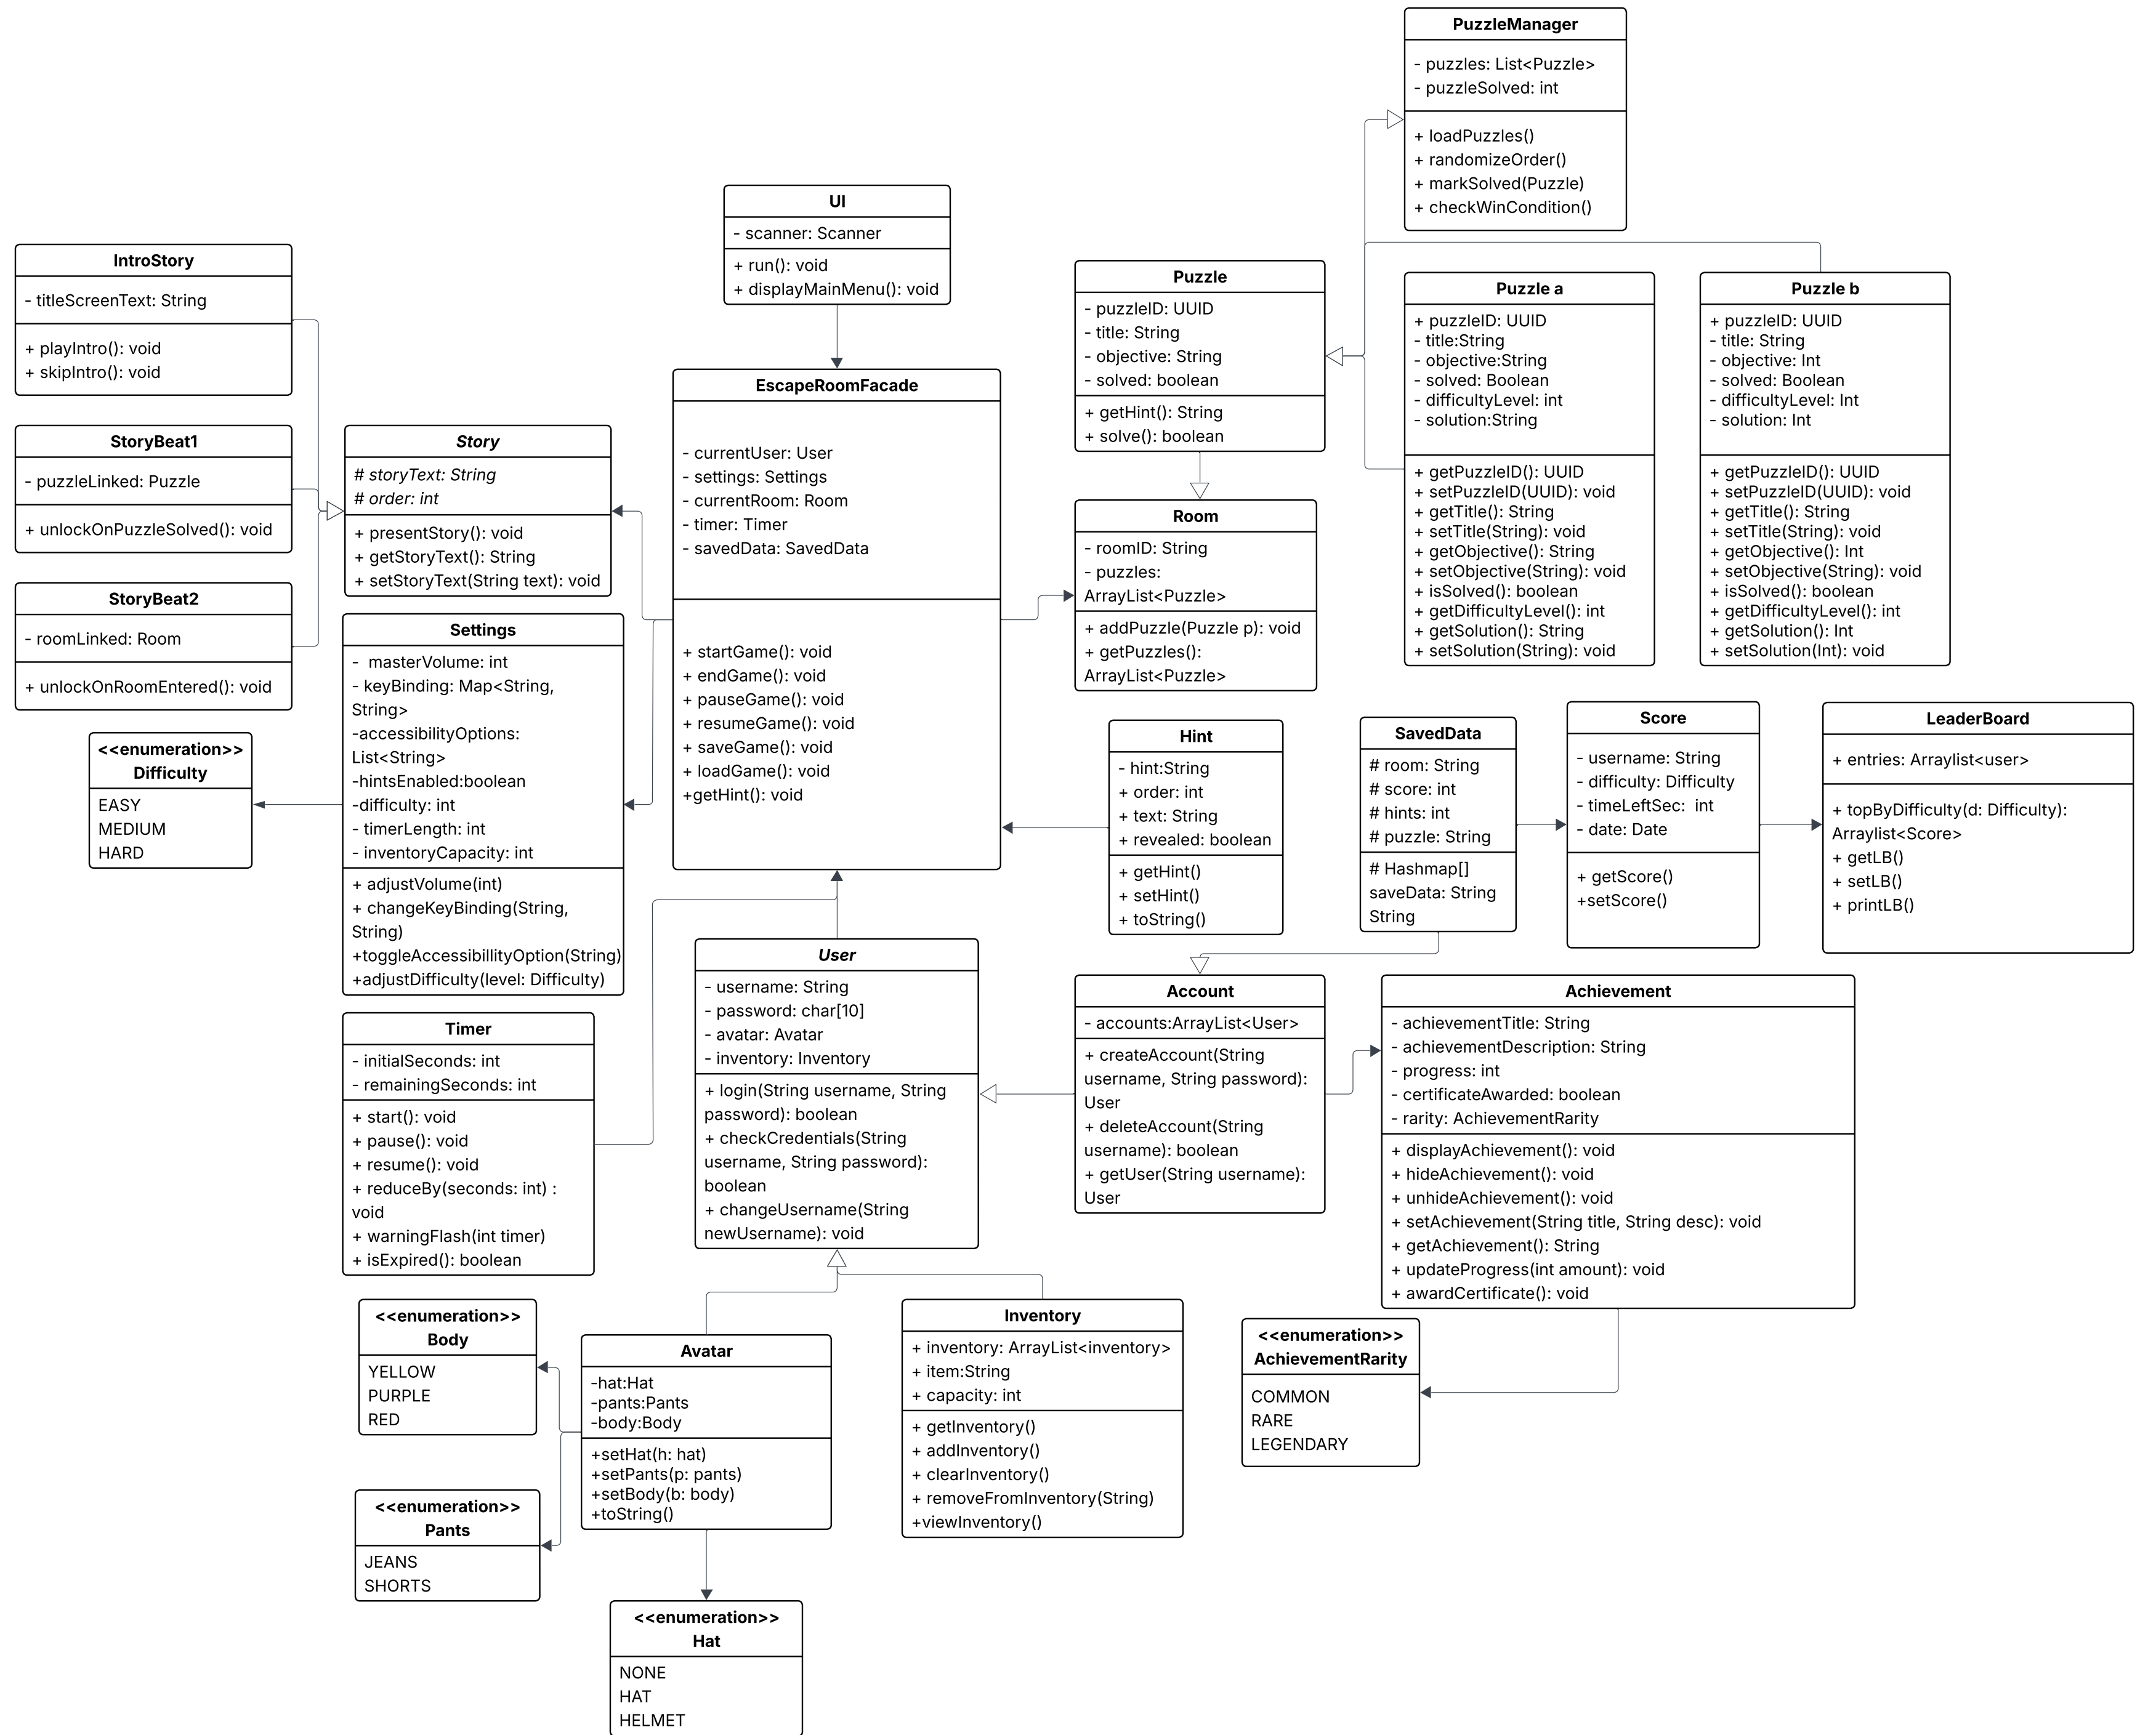 PuzzleManager
- puzzles: List<Puzzle>
- puzzleSolved: int
+ loadPuzzles()
+ randomizeOrder()
+ markSolved(Puzzle)
+ checkWinCondition()
UI
- scanner: Scanner
+ run(): void
+ displayMainMenu(): void
IntroStory
- titleScreenText: String
+ playIntro(): void
+ skipIntro(): void
StoryBeat1
- puzzleLinked: Puzzle
+ unlockOnPuzzleSolved(): void
StoryBeat2
- roomLinked: Room
+ unlockOnRoomEntered(): void
Story
# storyText: String
# order: int
+ presentStory(): void
+ getStoryText(): String
+ setStoryText(String text): void
EscapeRoomFacade
- currentUser: User
- settings: Settings
- currentRoom: Room
- timer: Timer
- savedData: SavedData
+ startGame(): void
+ endGame(): void
+ pauseGame(): void
+ resumeGame(): void
+ saveGame(): void
+ loadGame(): void
+getHint(): void
Puzzle
- puzzleID: UUID
- title: String
- objective: String
- solved: boolean
+ getHint(): String
+ solve(): boolean
Puzzle a
+ puzzleID: UUID
- title:String
- objective:String
- solved: Boolean
- difficultyLevel: int
- solution:String
+ getPuzzleID(): UUID
+ setPuzzleID(UUID): void
+ getTitle(): String
+ setTitle(String): void
+ getObjective(): String
+ setObjective(String): void
+ isSolved(): boolean
+ getDifficultyLevel(): int
+ getSolution(): String
+ setSolution(String): void
Puzzle b
+ puzzleID: UUID
- title: String
- objective: Int
- solved: Boolean
- difficultyLevel: Int
- solution: Int
+ getPuzzleID(): UUID
+ setPuzzleID(UUID): void
+ getTitle(): String
+ setTitle(String): void
+ getObjective(): Int
+ setObjective(String): void
+ isSolved(): boolean
+ getDifficultyLevel(): int
+ getSolution(): Int
+ setSolution(Int): void
Room
- roomID: String
- puzzles:
ArrayList<Puzzle>
+ addPuzzle(Puzzle p): void
+ getPuzzles():
ArrayList<Puzzle>
Settings
- masterVolume: int
- keyBinding: Map<String,
String>
-accessibilityOptions:
List<String>
-hintsEnabled:boolean
-difficulty: int
- timerLength: int
- inventoryCapacity: int
+ adjustVolume(int)
+ changeKeyBinding(String,
String)
+toggleAccessibillityOption(String)
+adjustDifficulty(level: Difficulty)
<<enumeration>>
Difficulty
EASY
MEDIUM
HARD
Hint
- hint:String
+ order: int
+ text: String
+ revealed: boolean
+ getHint()
+ setHint()
+ toString()
SavedData
# room: String
# score: int
# hints: int
# puzzle: String
# Hashmap[]
saveData: String
String
Score
- username: String
- difficulty: Difficulty
- timeLeftSec: int
- date: Date
+ getScore()
+setScore()
LeaderBoard
+ entries: Arraylist<user>
+ topByDifficulty(d: Difficulty):
Arraylist<Score>
+ getLB()
+ setLB()
+ printLB()
Timer
- initialSeconds: int
- remainingSeconds: int
+ start(): void
+ pause(): void
+ resume(): void
+ reduceBy(seconds: int) :
void
+ warningFlash(int timer)
+ isExpired(): boolean
User
- username: String
- password: char[10]
- avatar: Avatar
- inventory: Inventory
+ login(String username, String
password): boolean
+ checkCredentials(String
username, String password):
boolean
+ changeUsername(String
newUsername): void
Account
- accounts:ArrayList<User>
+ createAccount(String
username, String password):
User
+ deleteAccount(String
username): boolean
+ getUser(String username):
User
Achievement
- achievementTitle: String
- achievementDescription: String
- progress: int
- certificateAwarded: boolean
- rarity: AchievementRarity
+ displayAchievement(): void
+ hideAchievement(): void
+ unhideAchievement(): void
+ setAchievement(String title, String desc): void
+ getAchievement(): String
+ updateProgress(int amount): void
+ awardCertificate(): void
<<enumeration>>
Body
YELLOW
PURPLE
RED
Avatar
-hat:Hat
-pants:Pants
-body:Body
+setHat(h: hat)
+setPants(p: pants)
+setBody(b: body)
+toString()
Inventory
+ inventory: ArrayList<inventory>
+ item:String
+ capacity: int
+ getInventory()
+ addInventory()
+ clearInventory()
+ removeFromInventory(String)
+viewInventory()
<<enumeration>>
AchievementRarity
COMMON
RARE
LEGENDARY
<<enumeration>>
Pants
JEANS
SHORTS
<<enumeration>>
Hat
NONE
HAT
HELMET